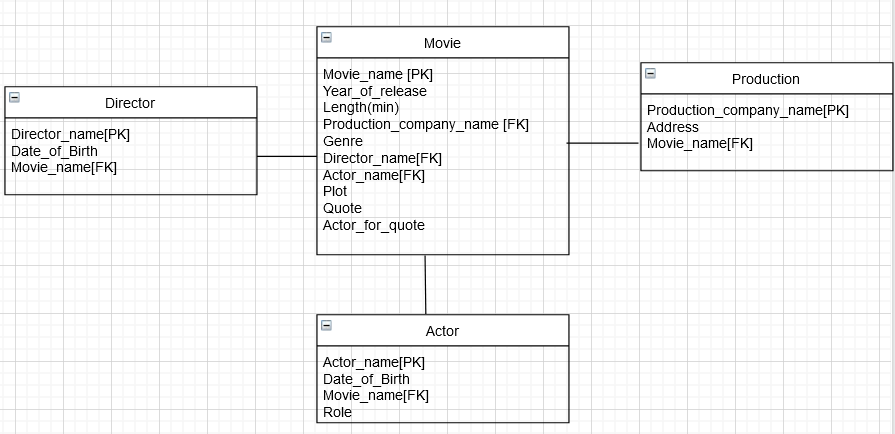 Movie
Movie_name [PK]
Year_of_release
Length(min)
Production_company_name [FK]
Genre
Director_name[FK]
Actor_name[FK]
Plot
Quote
Actor_for_quote
Director
Director_name[PK]
Date_of_Birth
Movie_name[FK]
Production
Production_company_name[PK]
Address
Movie_name[FK]
Actor
Actor_name[PK]
Date_of_Birth
Movie_name[FK]
Role